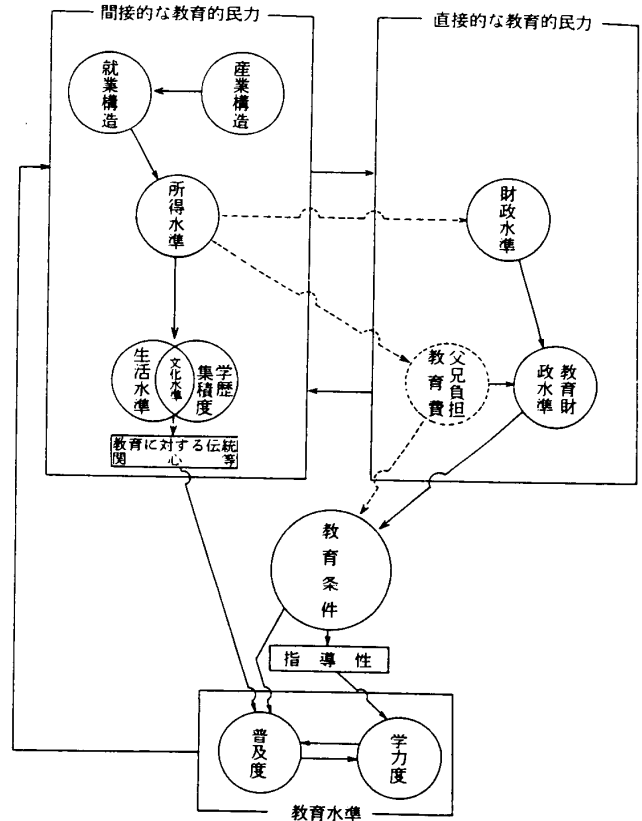 間接的な教育的民力
直接的な教育的民力
就業構造
産業構造
所得水準
財政水準
生活水準
文化水準
学歴
集積度
父兄負担
教育費
教育財
政水準
教育に対する伝統
関心等
教育条件
指導性
普及度
学力度
教育水準